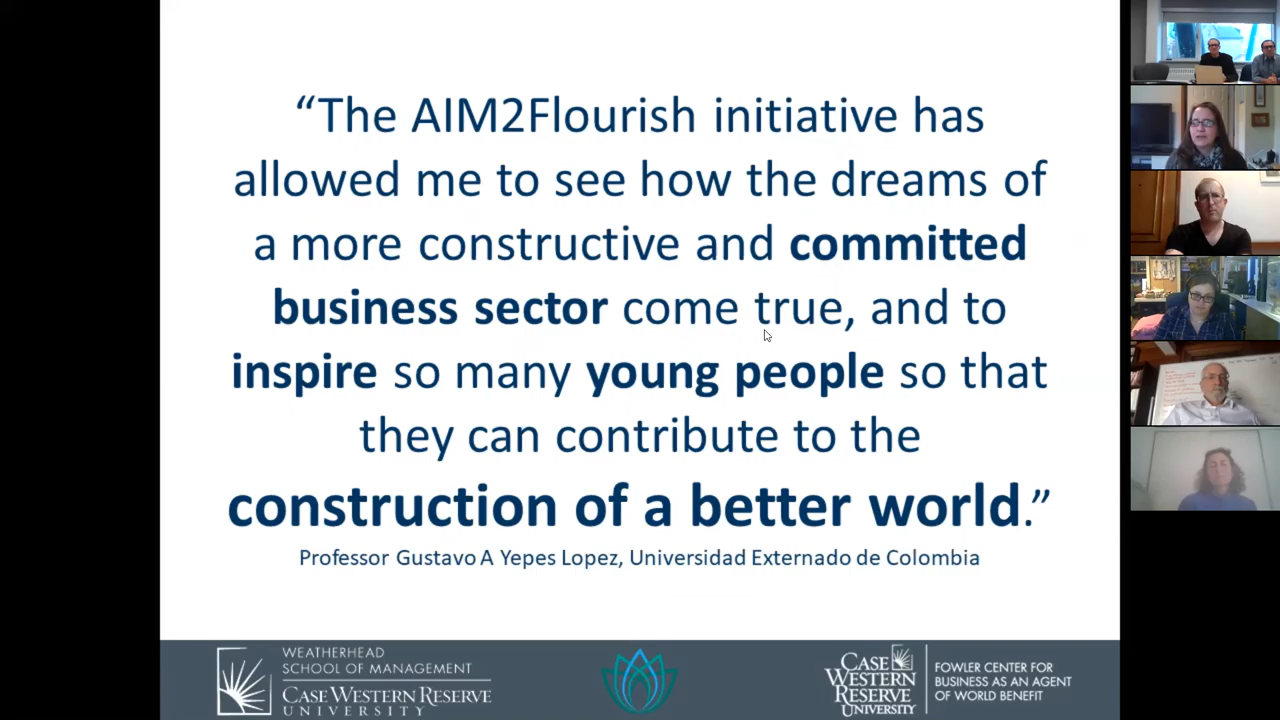 “The AIM2Flourish initiative has
allowed me to see how the dreams of
a more constructive and committed
business sector come true, and to
inspire so many young people so that
they can contribute to the
construction of a better world.”
Professor Gustavo A Yepes Lopez, Universidad Externado de Colombia
WEATHERHEAD
SCHOOL OF MANAGEMENT
CASE WESTERN RESERVE
UNIVERSITY
CASE
WESTERN
RESERVE
UNIVERSITY
FOWLER CENTER FOR
BUSINESS AS AN AGENT
OF WORLD BENEFIT